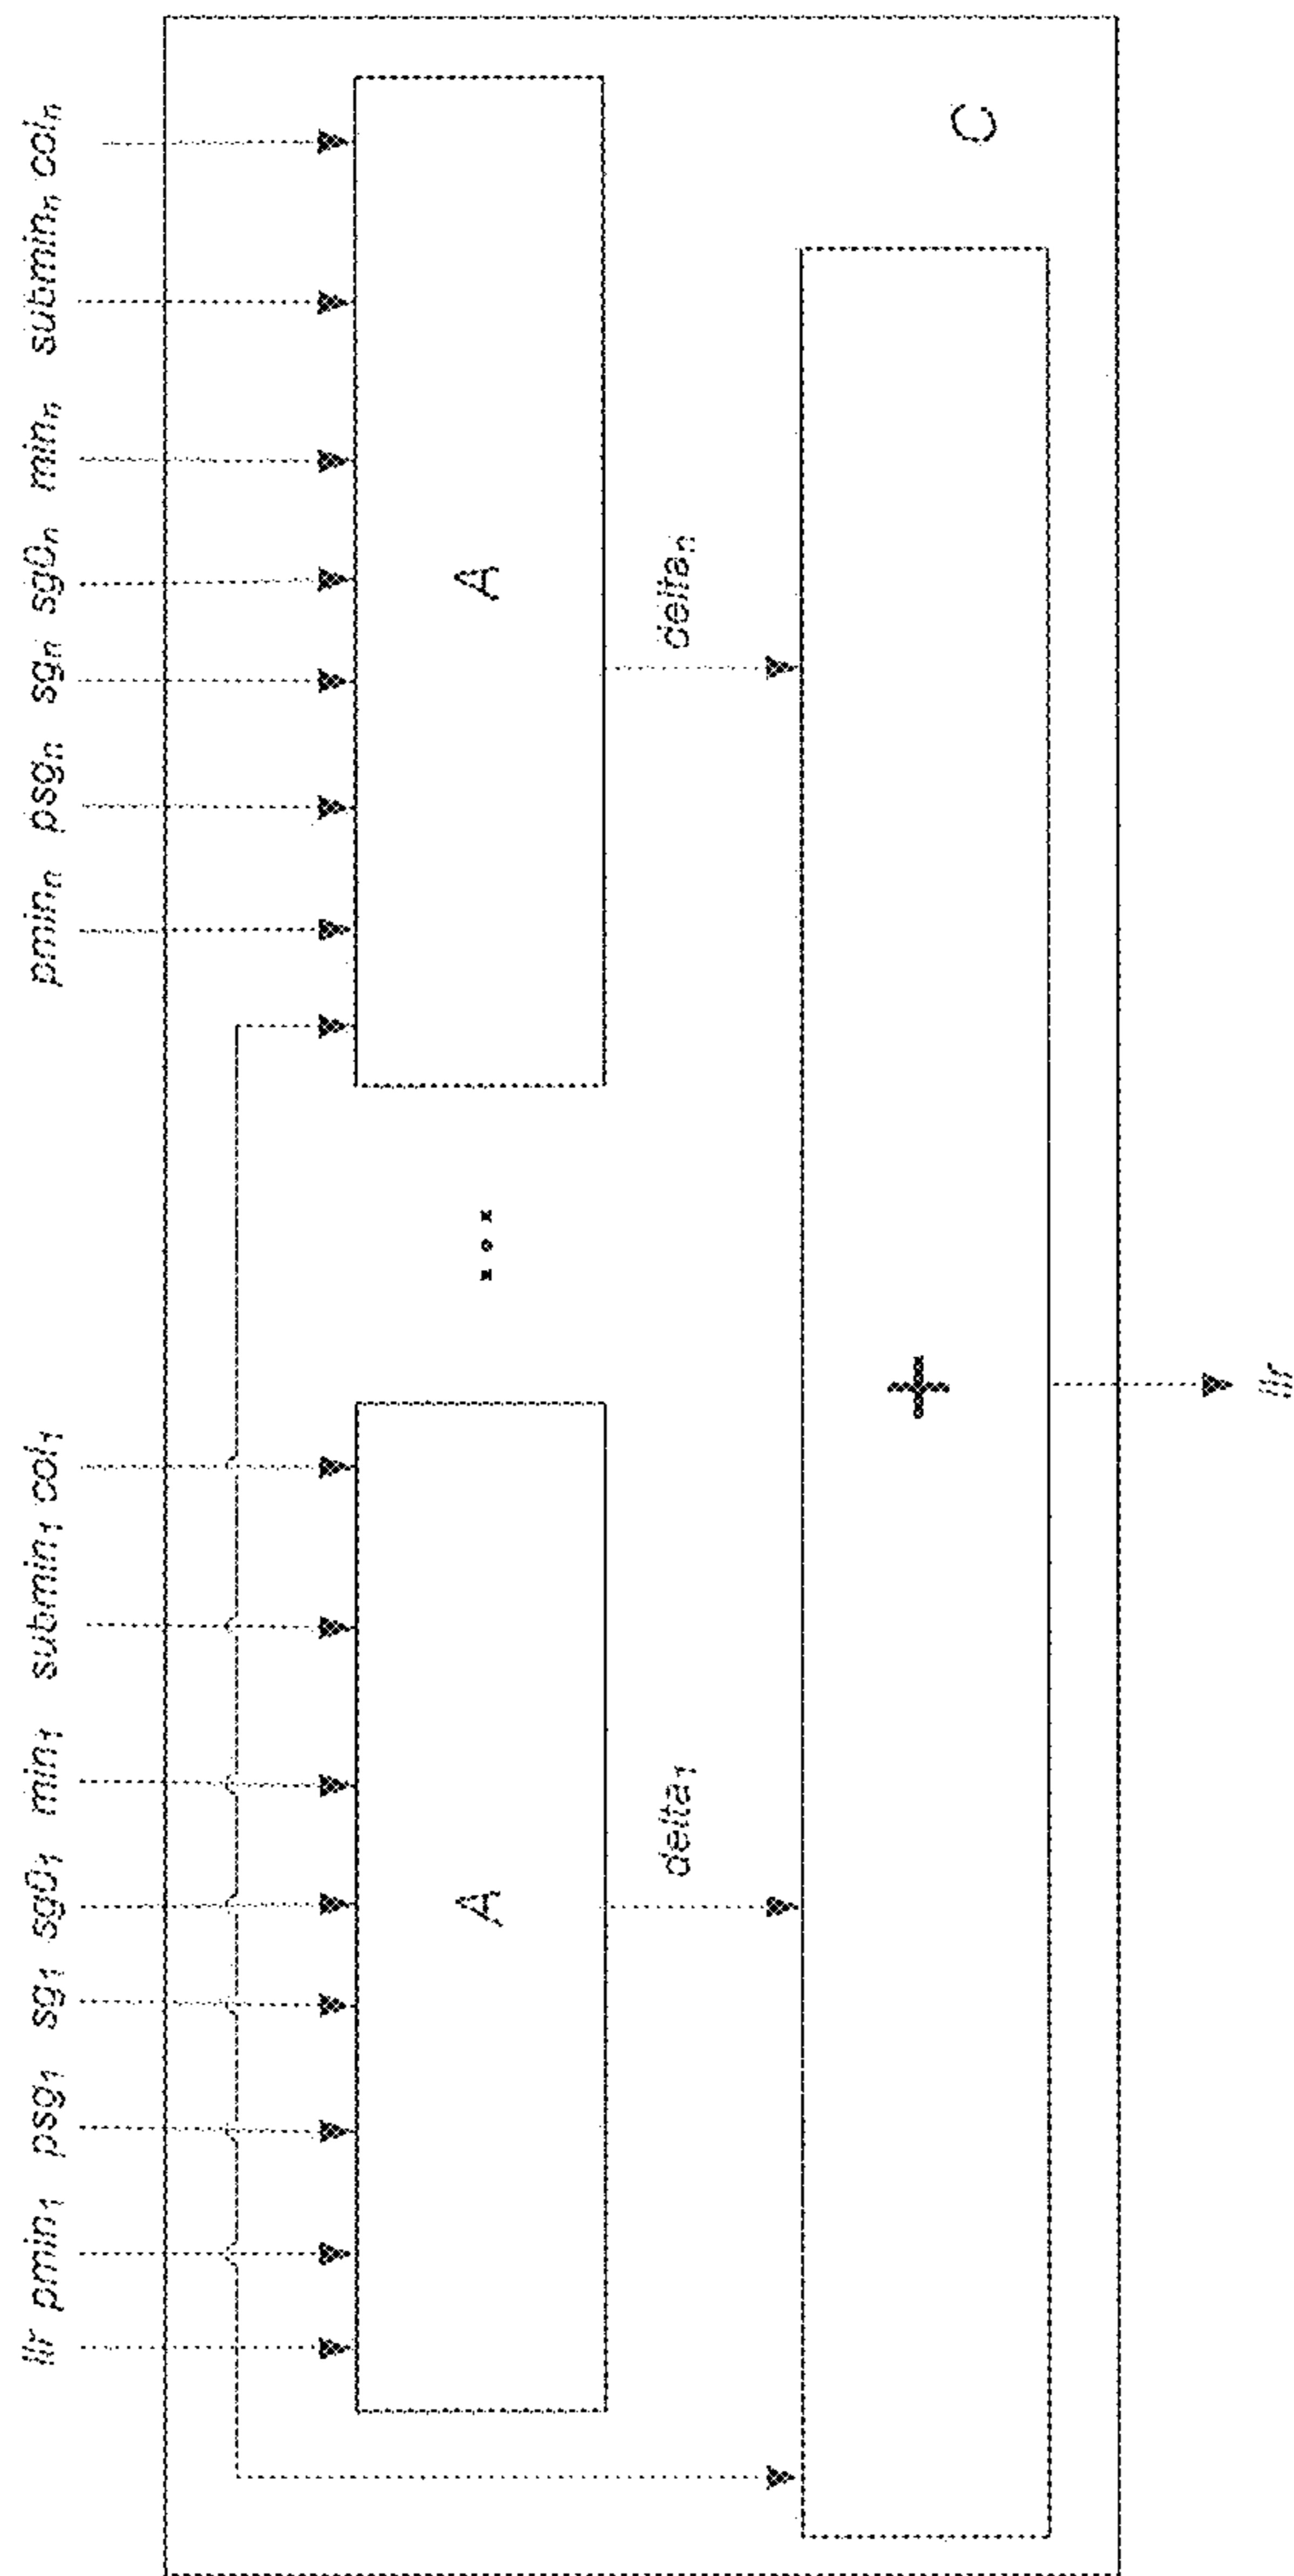 llr pmin₁ psg₁ sg₁ sg0₁ min₁ submin₁ col₁ pminₙ psgₙ sgₙ sg0ₙ minₙ subminₙ colₙ
A ... A
delta₁ deltaₙ
+
C
llr